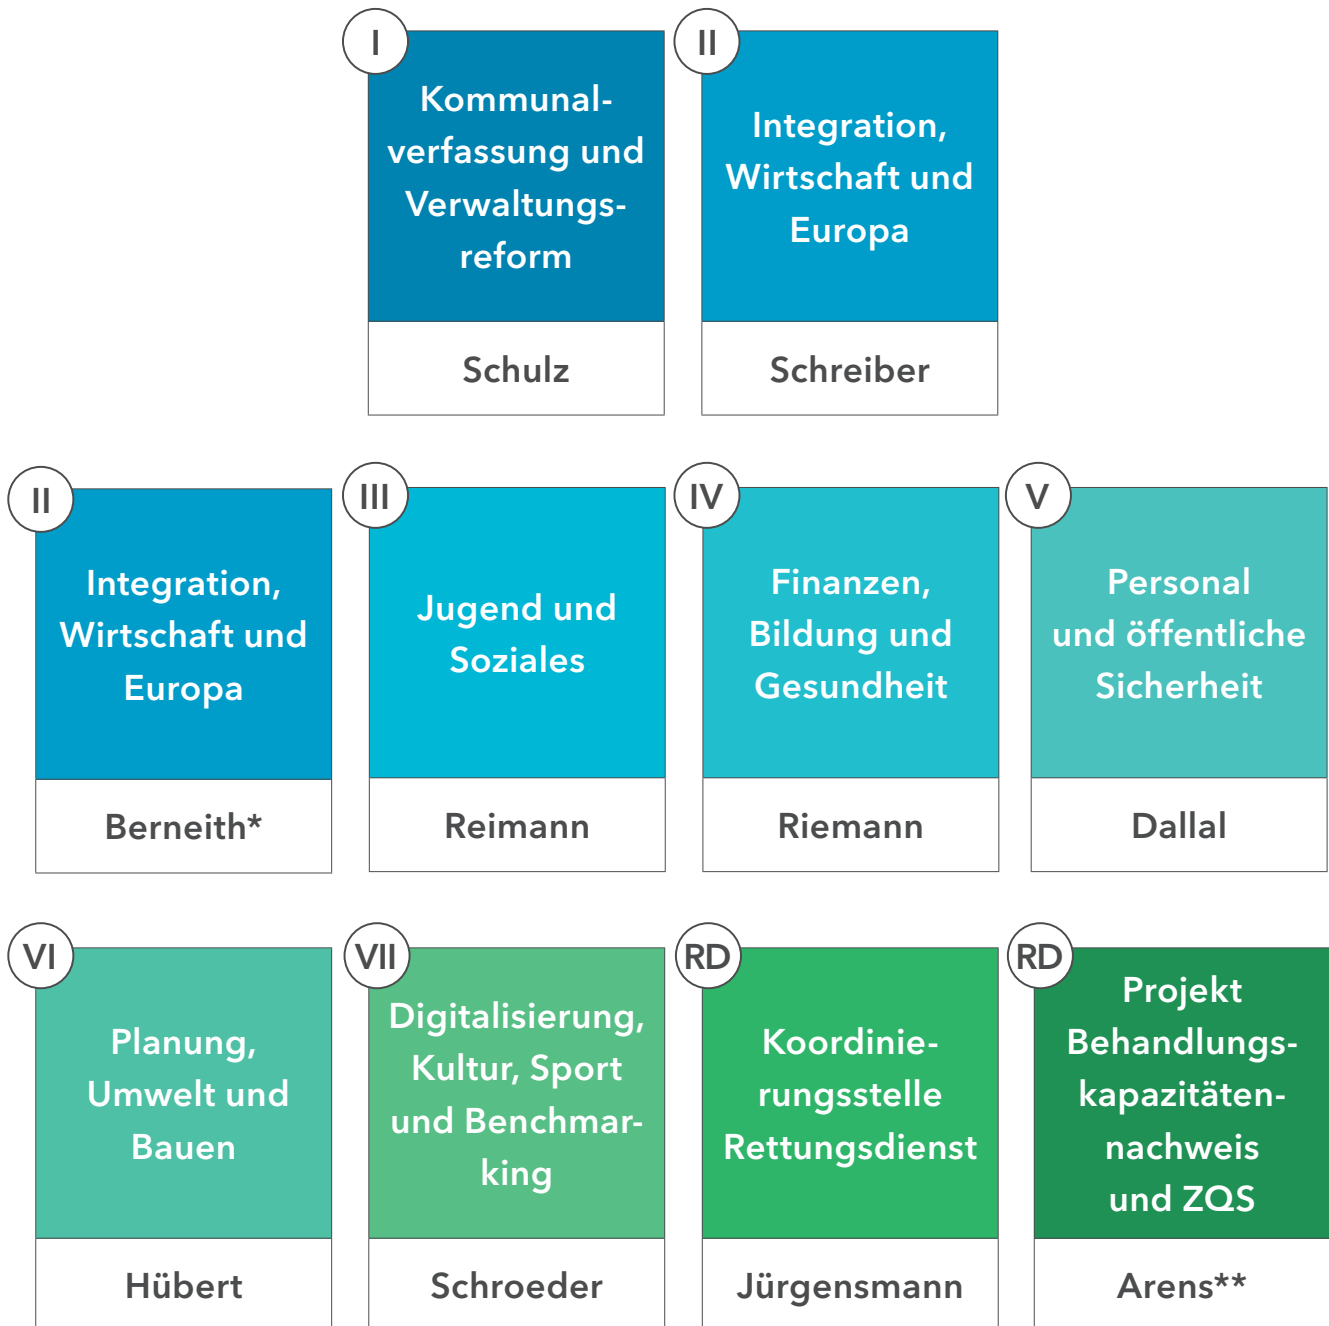 I
Kommunal-
verfassung und
Verwaltungs-
reform
Schulz
II
Integration,
Wirtschaft und
Europa
Schreiber
II
Integration,
Wirtschaft und
Europa
Berneith*
III
Jugend und
Soziales
Reimann
IV
Finanzen,
Bildung und
Gesundheit
Riemann
V
Personal
und öffentliche
Sicherheit
Dallal
VI
Planung,
Umwelt und
Bauen
Hübert
VII
Digitalisierung,
Kultur, Sport
und Benchmar-
king
Schroeder
RD
Koordinie-
rungsstelle
Rettungsdienst
Jürgensmann
RD
Projekt
Behandlungs-
kapazitäten-
nachweis
und ZQS
Arens**